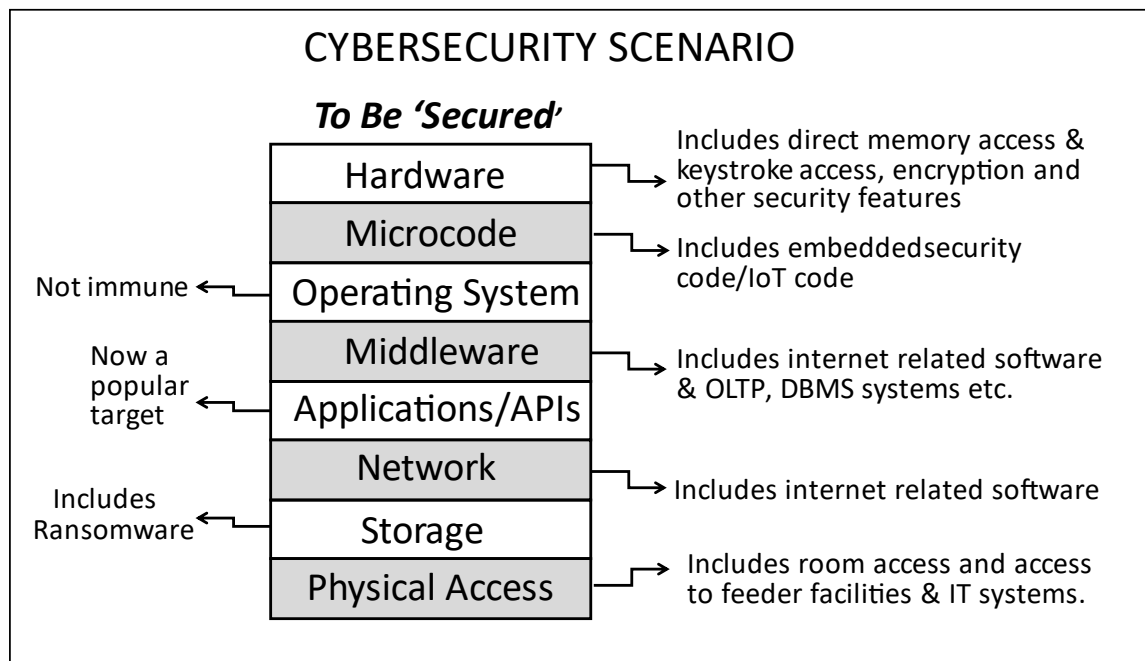 CYBERSECURITY SCENARIO
To Be ‘Secured’
Hardware
Includes direct memory access &
keystroke access, encryption and
other security features
Microcode
Includes embeddedsecurity
code/IoT code
Not immune
Operating System
Middleware
Includes internet related software
& OLTP, DBMS systems etc.
Now a
popular
target
Applications/APIs
Network
Includes internet related software
Includes
Ransomware
Storage
Physical Access
Includes room access and access
to feeder facilities & IT systems.